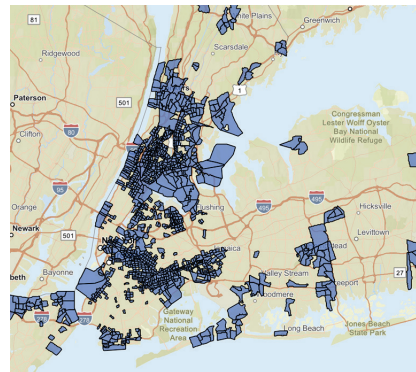 81
White Plains
Greenwich
Ridgewood
Scarsdale
1
Paterson
501
Congressman
Lester Wolff Oyster
Bay National
Wildlife Refuge
80
Clifton
95
495
495
Orange
Flushing
Hicksville
Newark
501
Levittown
Bayonne
Valley Stream
27
Woodmere
Gateway
National
Recreation
Area
Long Beach
Jones Beach
State Park